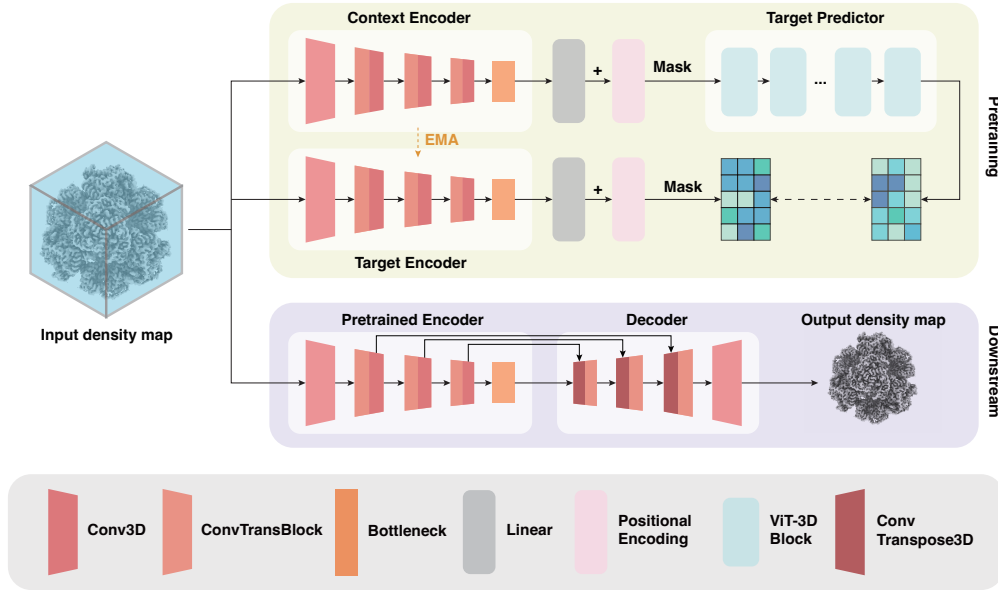 Context Encoder
Target Predictor
+
Mask
...
EMA
+
Mask
Target Encoder
Pretraining
Input density map
Pretrained Encoder
Decoder
Output density map
Downstream
Conv3D
ConvTransBlock
Bottleneck
Linear
Positional
Encoding
ViT-3D
Block
Conv
Transpose3D